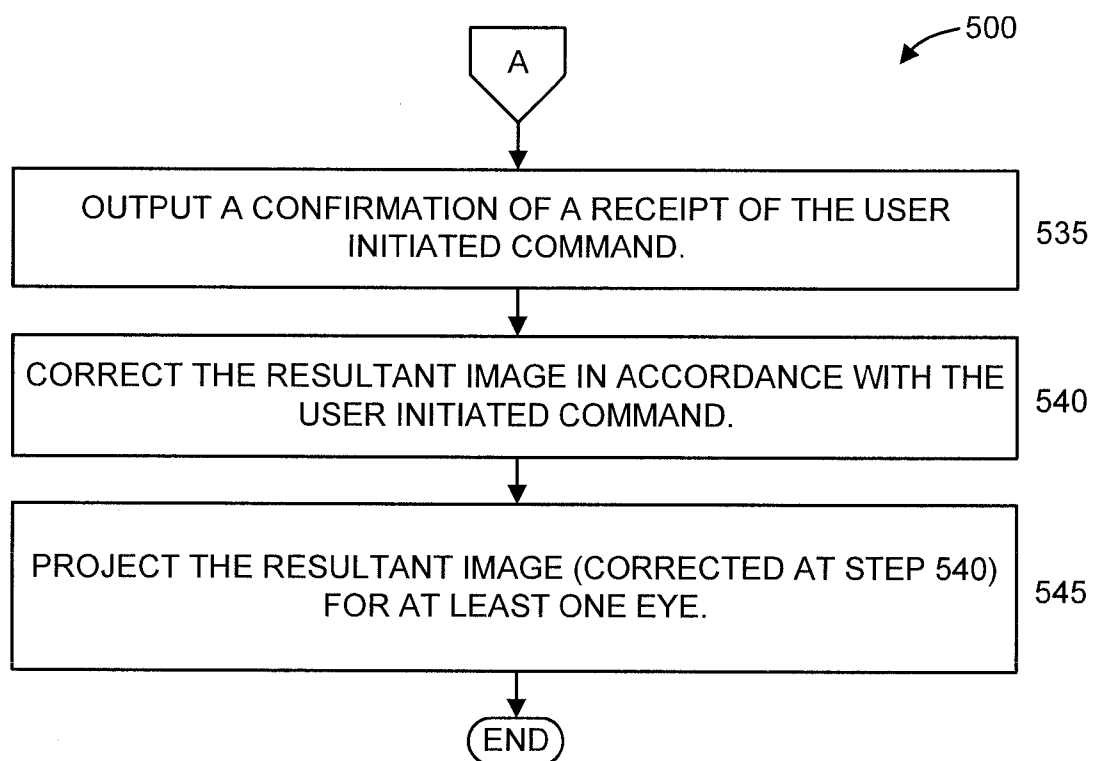 500
A
OUTPUT A CONFIRMATION OF A RECEIPT OF THE USER
INITIATED COMMAND.
535
CORRECT THE RESULTANT IMAGE IN ACCORDANCE WITH THE
USER INITIATED COMMAND.
540
PROJECT THE RESULTANT IMAGE (CORRECTED AT STEP 540)
FOR AT LEAST ONE EYE.
545
END